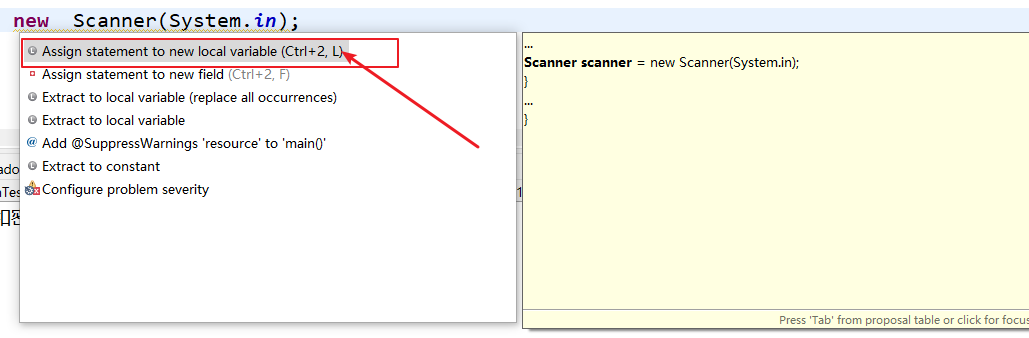 new Scanner(System.in);
Assign statement to new local variable (Ctrl+2, L)
Assign statement to new field (Ctrl+2, F)
Extract to local variable (replace all occurrences)
Extract to local variable
Add @SuppressWarnings 'resource' to 'main()'
Extract to constant
Configure problem severity
...
Scanner scanner = new Scanner(System.in);
}
...
}
Press 'Tab' from proposal table or click for focus
ado
nTes
1